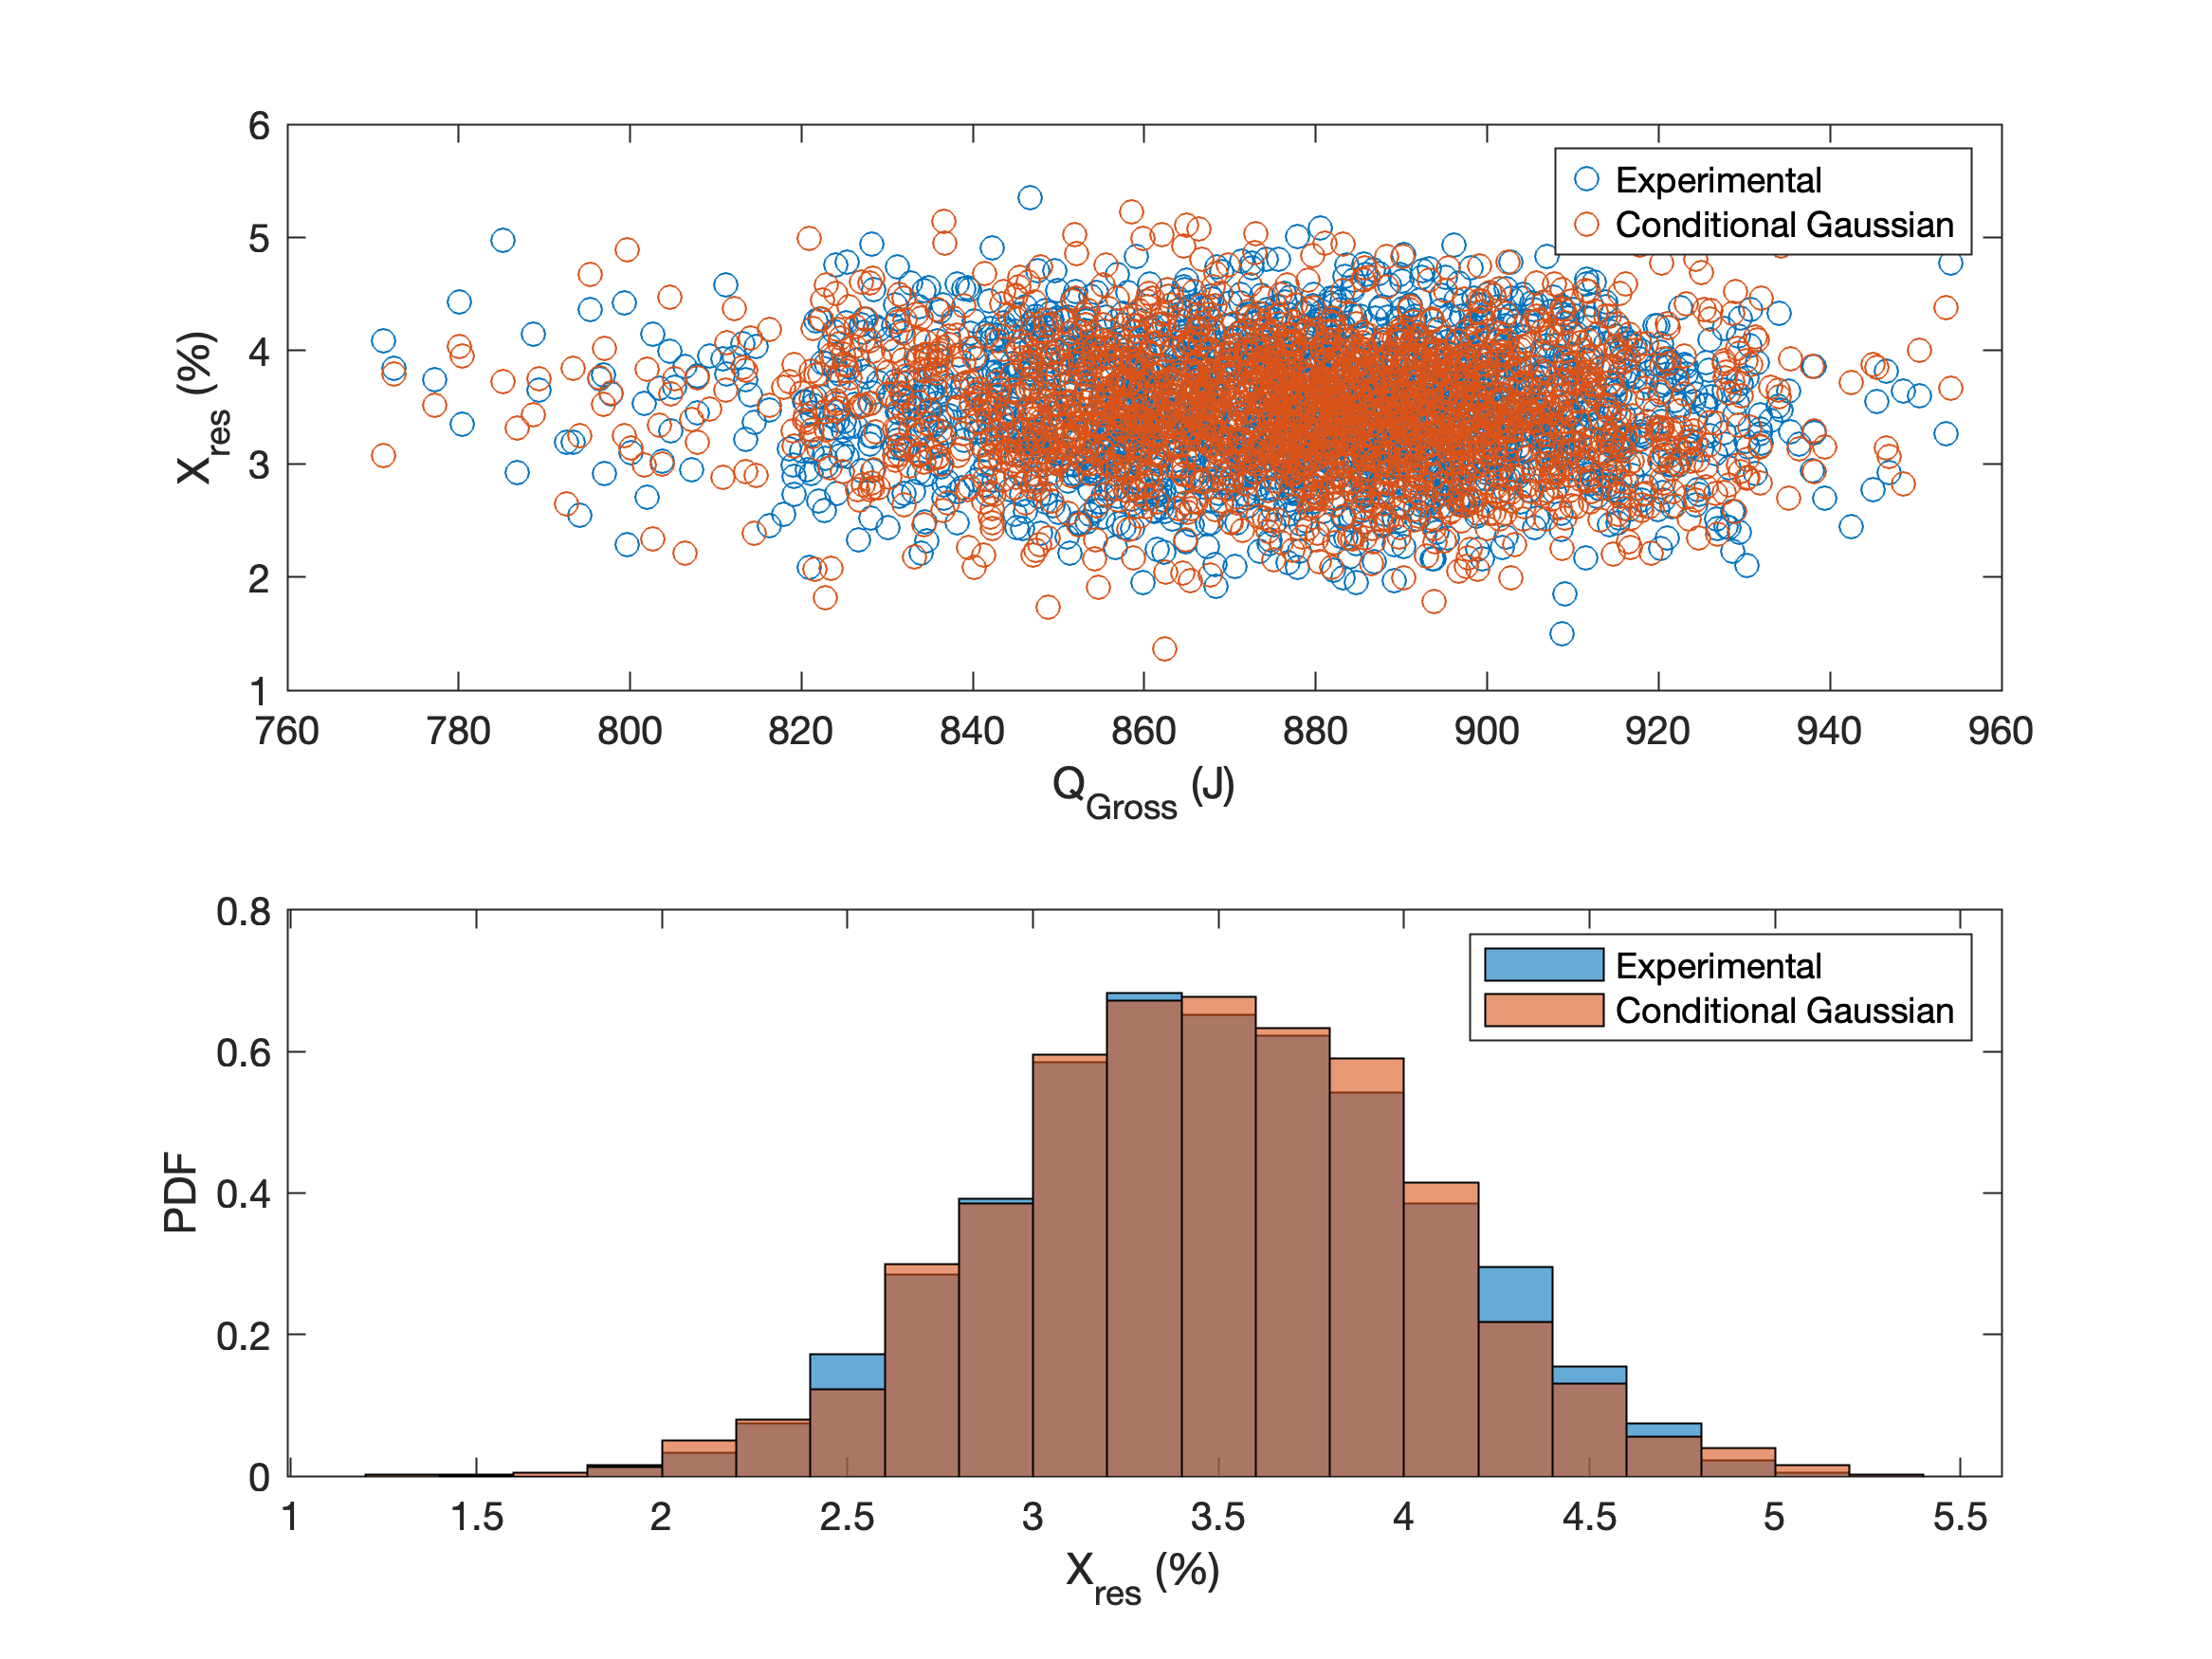 6
5
4
3
2
1
X_res (%)
Experimental
Conditional Gaussian
760 780 800 820 840 860 880 900 920 940 960
Q_Gross (J)
0.8
0.6
0.4
0.2
0
PDF
Experimental
Conditional Gaussian
1 1.5 2 2.5 3 3.5 4 4.5 5 5.5
X_res (%)